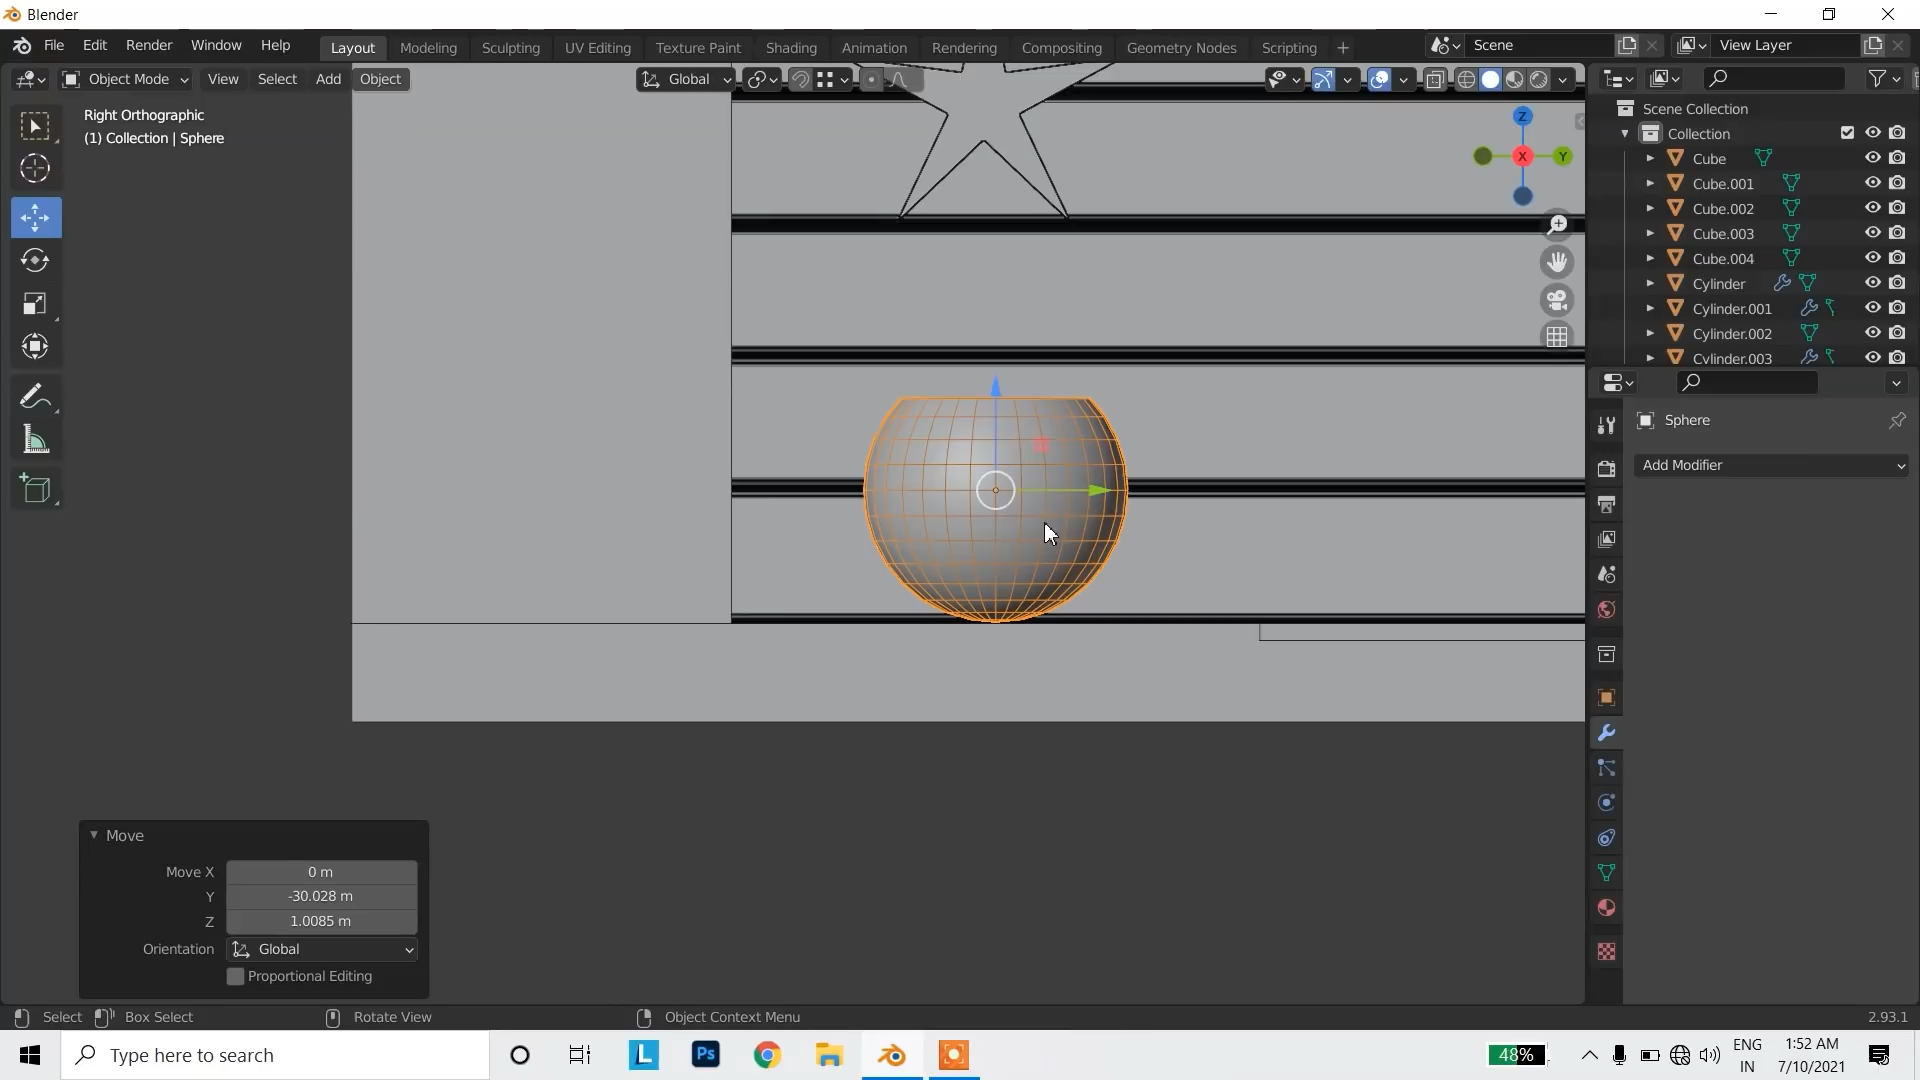 Blender
File Edit Render Window Help Layout Modeling Sculpting UV Editing Texture Paint Shading Animation Rendering Compositing Geometry Nodes Scripting + Scene View Layer
Object Mode View Select Add Object Global
Right Orthographic
(1) Collection | Sphere
Z
X Y
Scene Collection
Collection
Cube
Cube.001
Cube.002
Cube.003
Cube.004
Cylinder
Cylinder.001
Cylinder.002
Cylinder.003
Sphere
Add Modifier
Move
Move X 0 m
Y -30.028 m
Z 1.0085 m
Orientation Global
Proportional Editing
Select Box Select Rotate View Object Context Menu 2.93.1
Type here to search L Ps 48% ENG IN 1:52 AM 7/10/2021